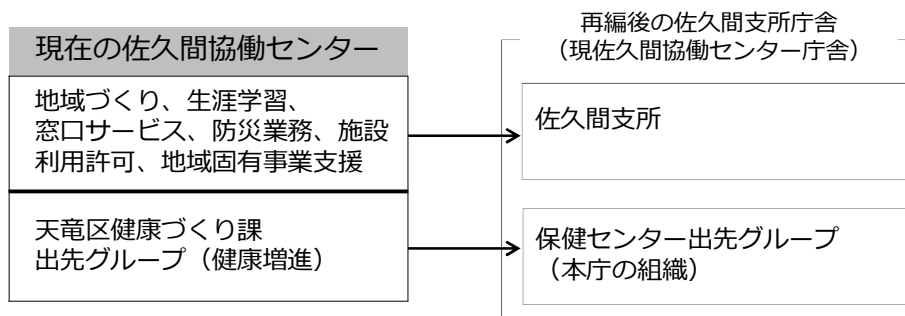 現在の佐久間協働センター
地域づくり、生涯学習、
窓口サービス、防災業務、施設
利用許可、地域固有事業支援
天竜区健康づくり課
出先グループ（健康増進）
再編後の佐久間支所庁舎
（現佐久間協働センター庁舎）
佐久間支所
保健センター出先グループ
（本庁の組織）